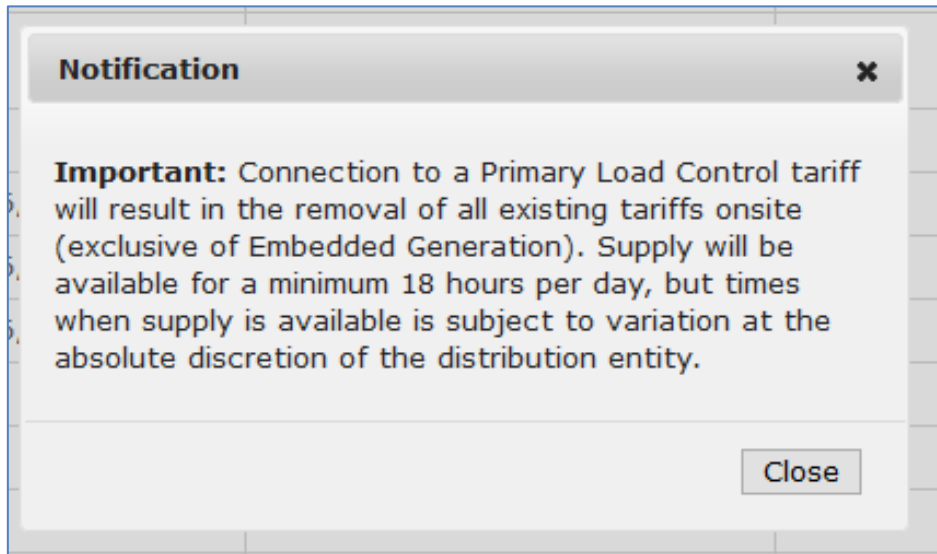 Notification
Important: Connection to a Primary Load Control tariff
will result in the removal of all existing tariffs onsite
(exclusive of Embedded Generation). Supply will be
available for a minimum 18 hours per day, but times
when supply is available is subject to variation at the
absolute discretion of the distribution entity.
Close